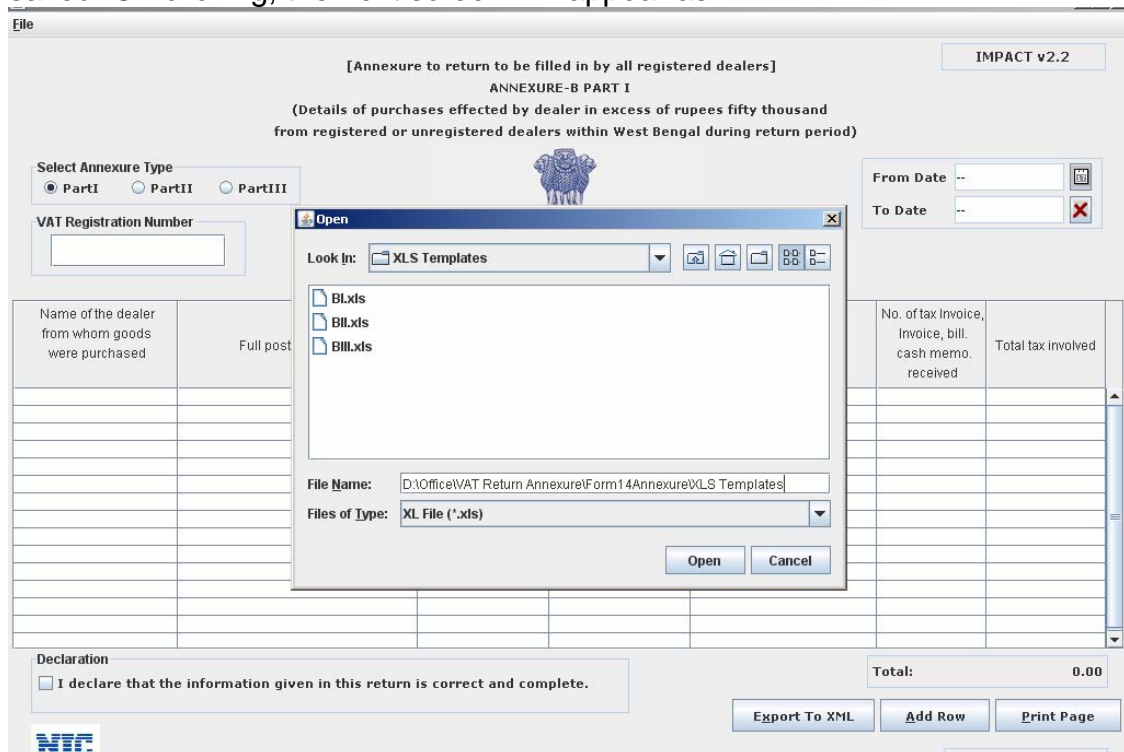 File
IMPACT v2.2
[Annexure to return to be filled in by all registered dealers]
ANNEXURE-B PART I
(Details of purchases effected by dealer in excess of rupees fifty thousand
from registered or unregistered dealers within West Bengal during return period)
Select Annexure Type
PartI PartII PartIII
From Date --
To Date --
VAT Registration Number
Open
Look In: XLS Templates
BI.xls
BII.xls
BIII.xls
File Name: D:\Office\VAT Return Annexure\Form14Annexure\XLS Templates
Files of Type: XL File (*.xls)
Open Cancel
Name of the dealer
from whom goods
were purchased
Full post
No. of tax Invoice,
Invoice, bill.
cash memo.
received
Total tax involved
Declaration
I declare that the information given in this return is correct and complete.
Total: 0.00
Export To XML Add Row Print Page